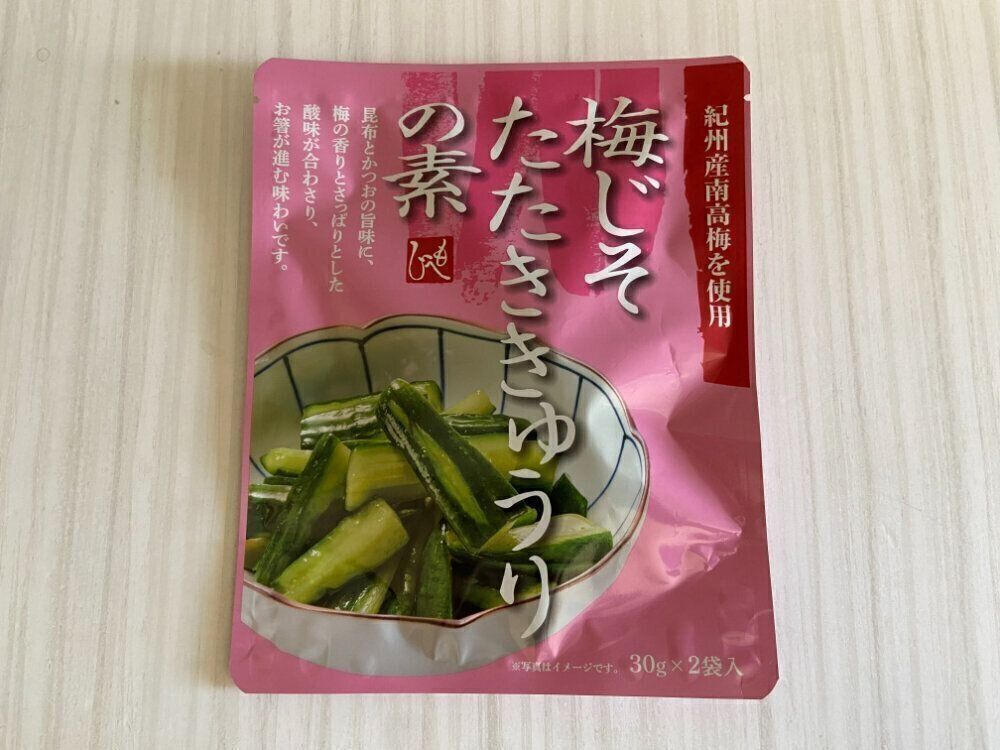 紀州産南高梅を使用
梅じそ
たたききゅうり
の素
もへじ
昆布とかつおの旨味に、
梅の香りとさっぱりとした
酸味が合わさり、
お箸が進む味わいです。
※写真はイメージです。
30g×2袋入